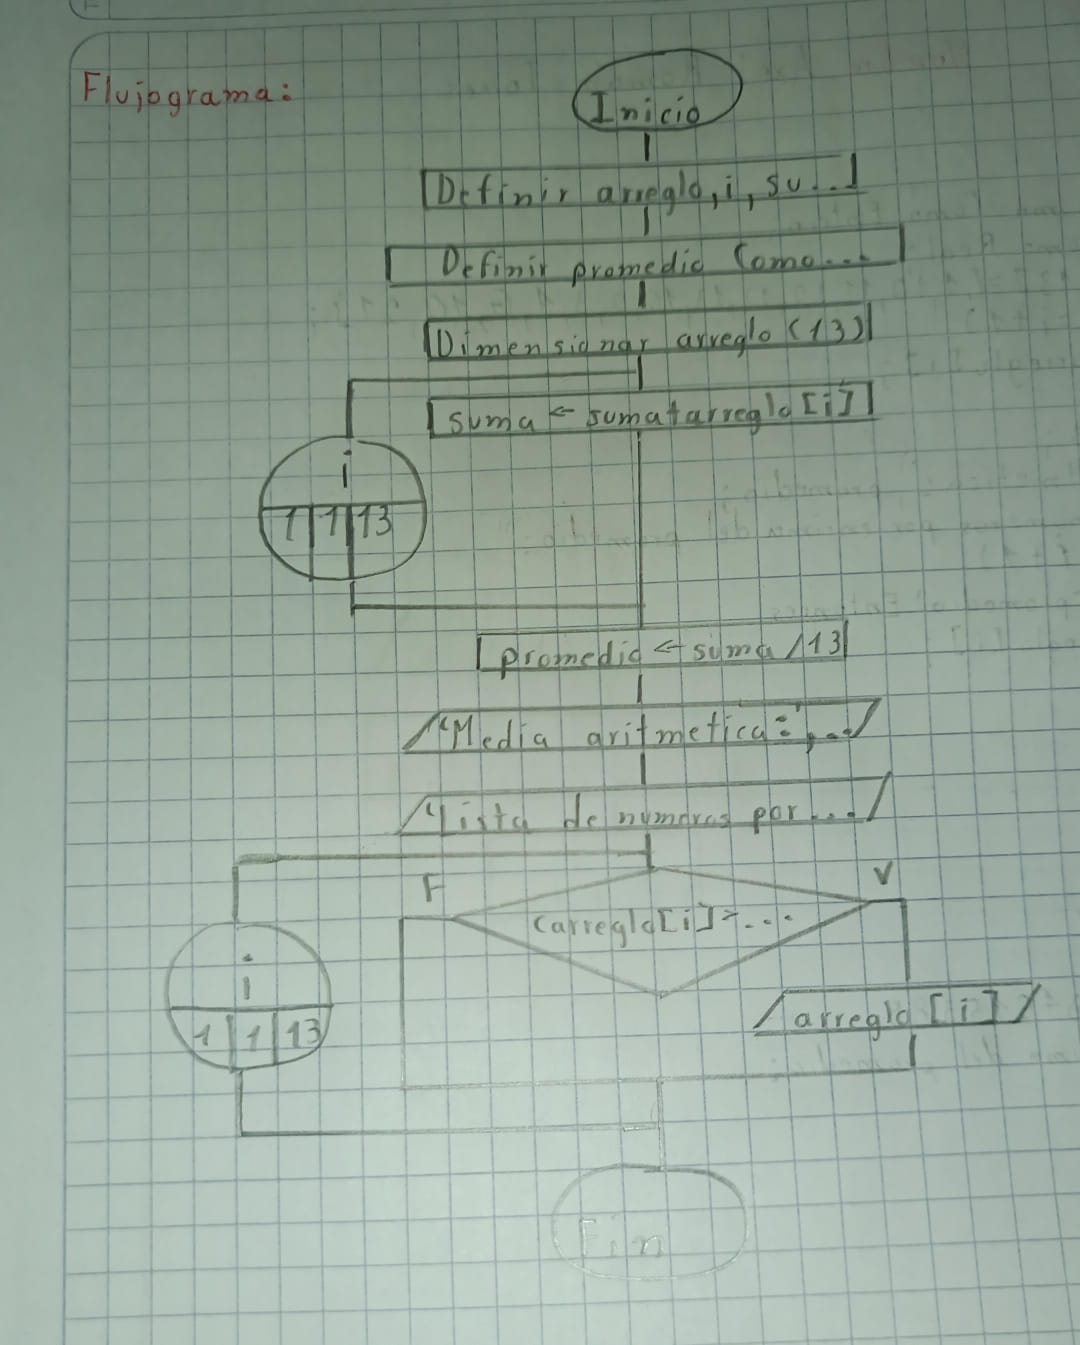 Flujograma:
Inicio
Definir arreglo, i, su...
Definir promedio Como...
Dimensionar arreglo (13)
suma ← suma+arreglo[i]
i
1 1 13
promedio ← suma /13
"Media aritmetica:",..
"Lista de numeros por...
F
V
(arreglo[i]>...
i
1 1 13
arreglo[i]
Fin